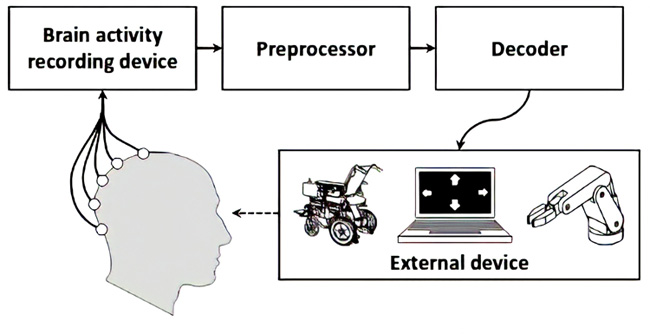 Brain activity
recording device
Preprocessor
Decoder
External device